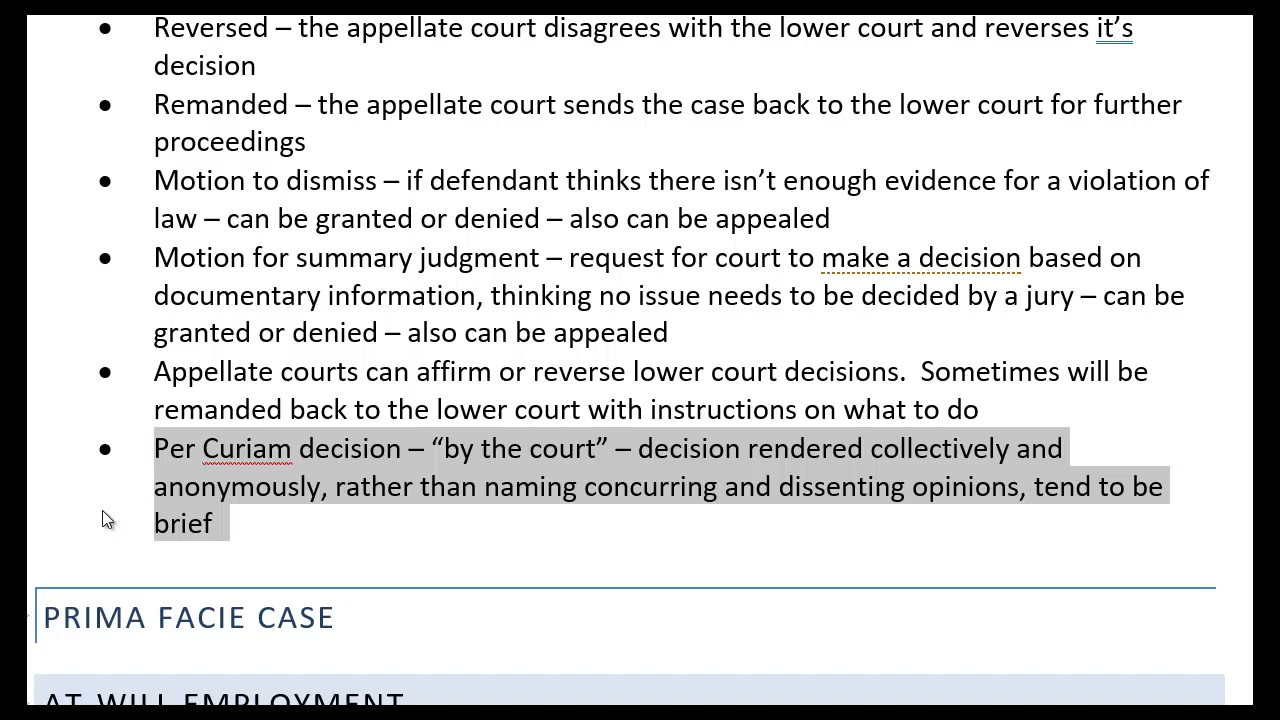 • Reversed – the appellate court disagrees with the lower court and reverses it’s
decision
• Remanded – the appellate court sends the case back to the lower court for further
proceedings
• Motion to dismiss – if defendant thinks there isn’t enough evidence for a violation of
law – can be granted or denied – also can be appealed
• Motion for summary judgment – request for court to make a decision based on
documentary information, thinking no issue needs to be decided by a jury – can be
granted or denied – also can be appealed
• Appellate courts can affirm or reverse lower court decisions.  Sometimes will be
remanded back to the lower court with instructions on what to do
• Per Curiam decision – “by the court” – decision rendered collectively and
anonymously, rather than naming concurring and dissenting opinions, tend to be
brief
PRIMA FACIE CASE
AT-WILL EMPLOYMENT